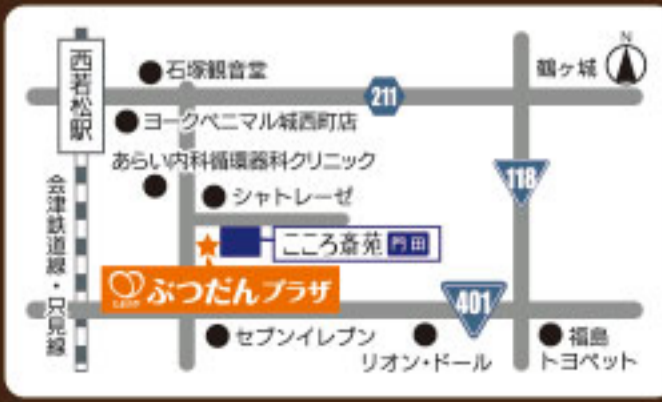 N
西若松駅
石塚観音堂
鶴ヶ城
211
ヨークベニマル城西町店
あらい内科循環器科クリニック
118
シャトレーゼ
会津鉄道線・只見線
こころ斎苑 門田
ぶつだんプラザ
401
セブンイレブン
リオン・ドール
福島
トヨペット